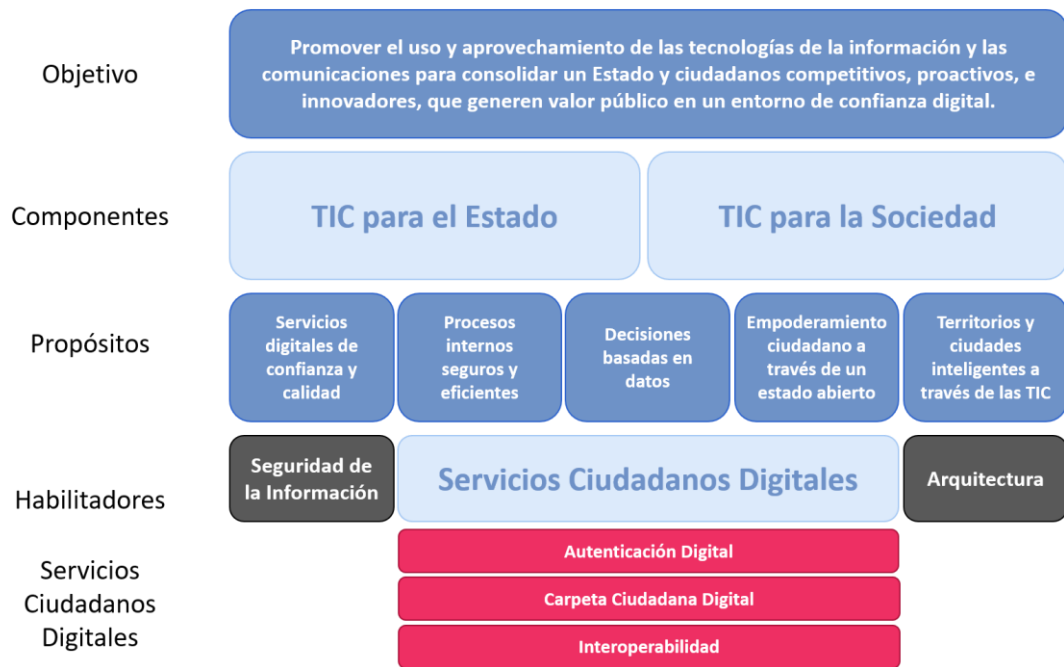 Objetivo
Promover el uso y aprovechamiento de las tecnologías de la información y las
comunicaciones para consolidar un Estado y ciudadanos competitivos, proactivos, e
innovadores, que generen valor público en un entorno de confianza digital.
Componentes
TIC para el Estado
TIC para la Sociedad
Propósitos
Servicios
digitales de
confianza y
calidad
Procesos
internos
seguros y
eficientes
Decisiones
basadas en
datos
Empoderamiento
ciudadano a
través de un
estado abierto
Territorios y
ciudades
inteligentes a
través de las TIC
Habilitadores
Seguridad de
la Información
Servicios Ciudadanos Digitales
Arquitectura
Servicios
Ciudadanos
Digitales
Autenticación Digital
Carpeta Ciudadana Digital
Interoperabilidad